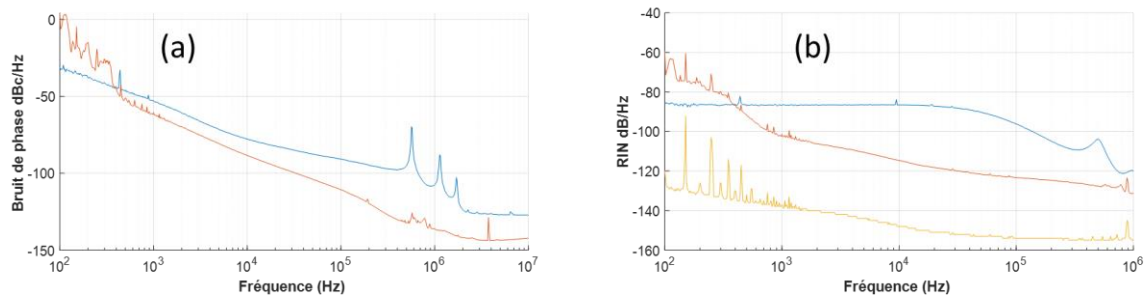 (a)
Bruit de phase dBc/Hz
0
-50
-100
-150
10² 10³ 10⁴ 10⁵ 10⁶ 10⁷
Fréquence (Hz)
(b)
RIN dB/Hz
-40
-60
-80
-100
-120
-140
-160
10² 10³ 10⁴ 10⁵ 10⁶
Fréquence (Hz)